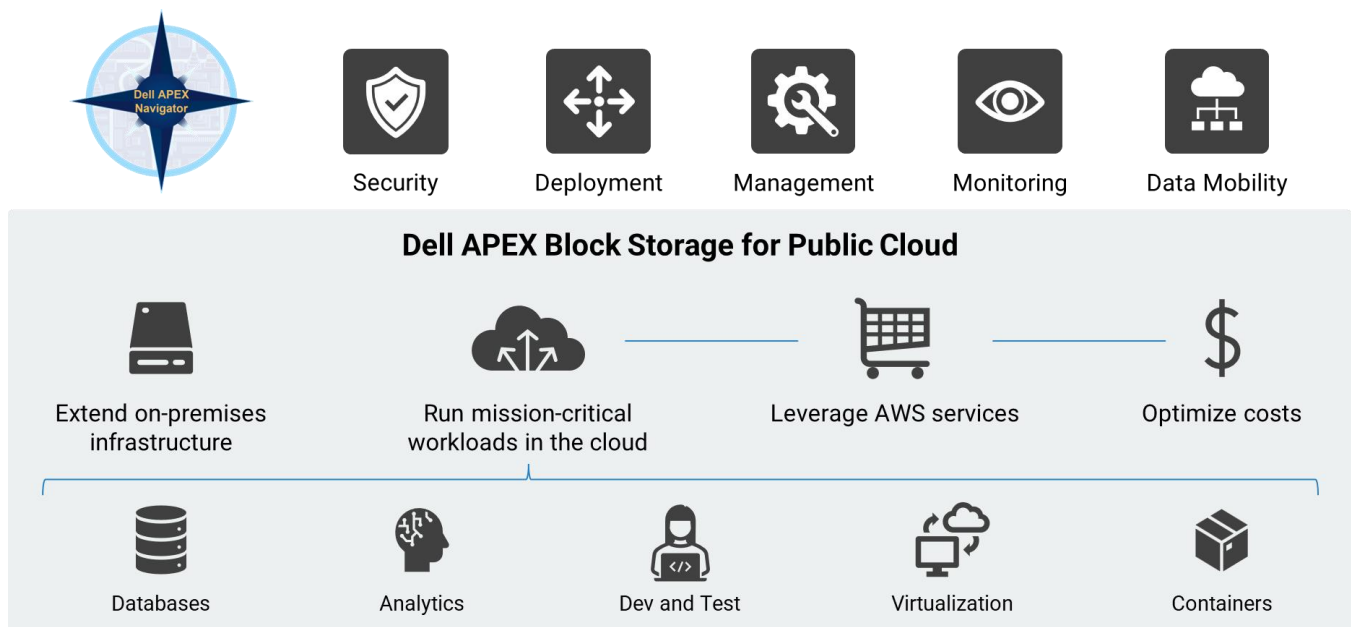 Dell APEX
Navigator
Security
Deployment
Management
Monitoring
Data Mobility
Dell APEX Block Storage for Public Cloud
Extend on-premises
infrastructure
Run mission-critical
workloads in the cloud
Leverage AWS services
Optimize costs
</>
Databases
Analytics
Dev and Test
Virtualization
Containers